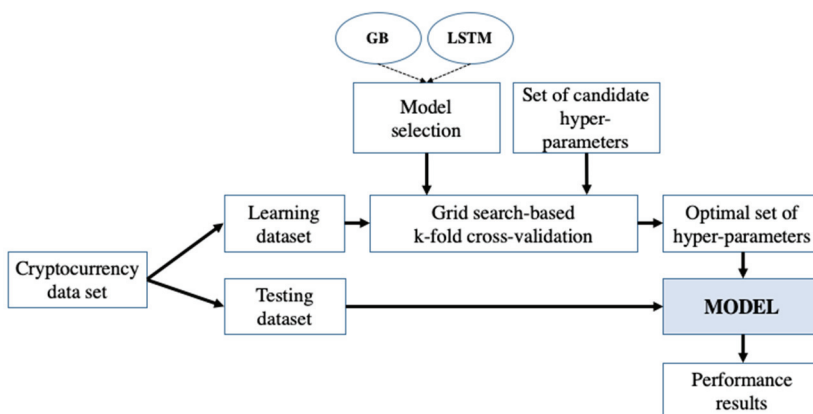 GB
LSTM
Model
selection
Set of candidate
hyper-
parameters
Learning
dataset
Grid search-based
k-fold cross-validation
Optimal set of
hyper-parameters
Cryptocurrency
data set
Testing
dataset
MODEL
Performance
results